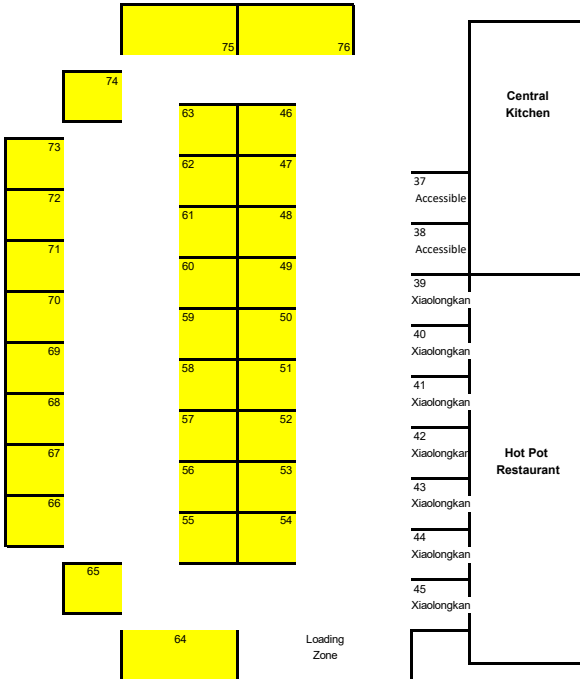 75
76
74
Central
Kitchen
63
46
73
62
47
37
Accessible
72
61
48
38
Accessible
71
60
49
39
Xiaolongkan
70
59
50
40
Xiaolongkan
69
58
51
41
Xiaolongkan
68
57
52
42
Xiaolongkan
Hot Pot
Restaurant
67
56
53
43
Xiaolongkan
66
55
54
44
Xiaolongkan
65
45
Xiaolongkan
64
Loading
Zone